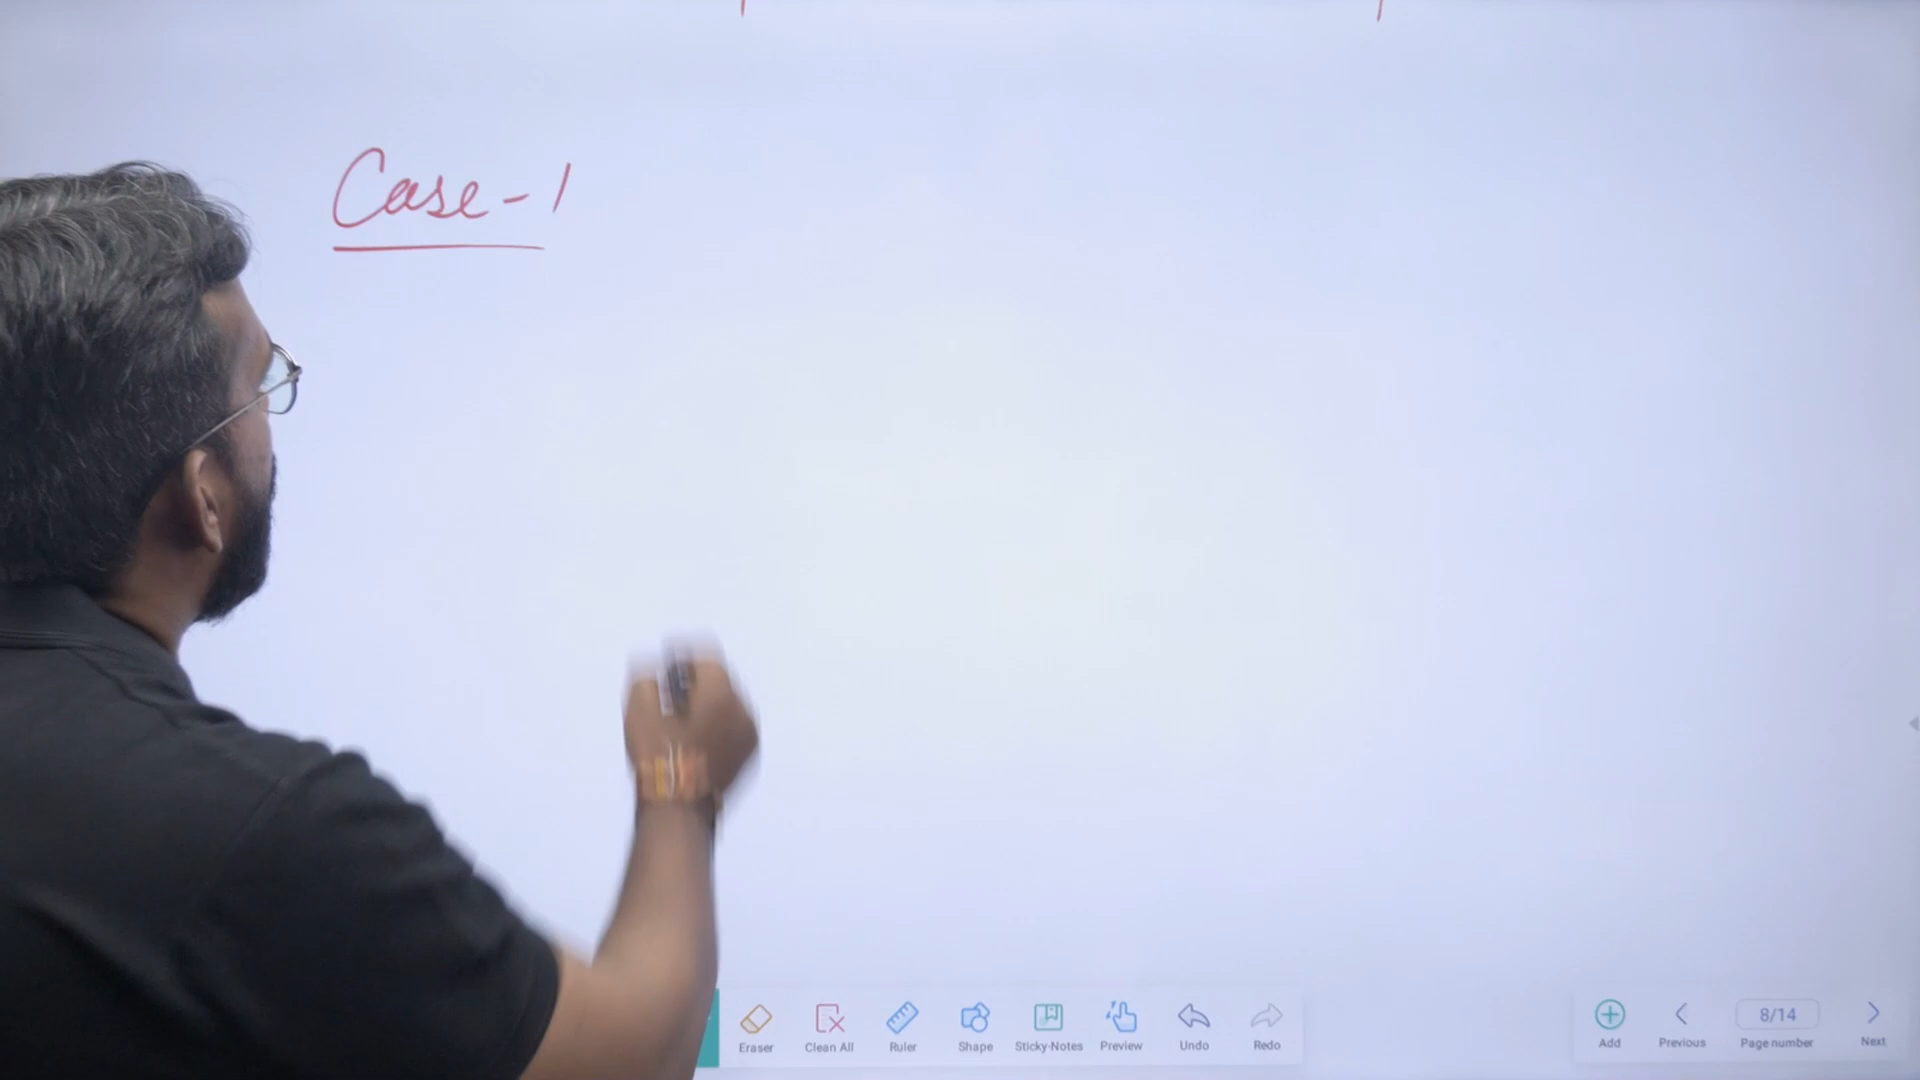 Case-1
Eraser
Clean All
Ruler
Shape
Sticky-Notes
Preview
Undo
Redo
Add
Previous
8/14
Page number
Next